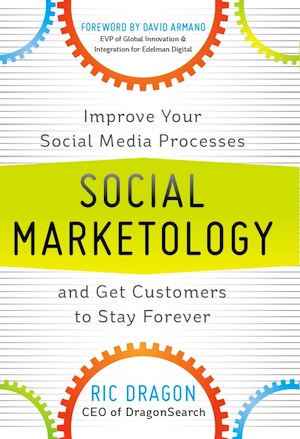 FOREWORD BY DAVID ARMANO
EVP of Global Innovation &
Integration for Edelman Digital
Improve Your
Social Media Processes
SOCIAL
MARKETOLOGY
and Get Customers
to Stay Forever
RIC DRAGON
CEO of DragonSearch